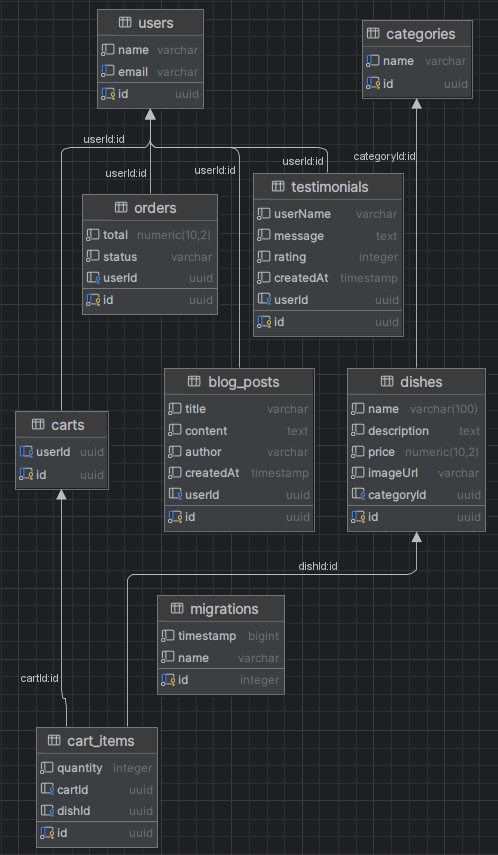 users
name varchar
email varchar
id uuid
categories
name varchar
id uuid
userId:id
userId:id
userId:id
userId:id
categoryId:id
orders
total numeric(10,2)
status varchar
userId uuid
id uuid
testimonials
userName varchar
message text
rating integer
createdAt timestamp
userId uuid
id uuid
blog_posts
title varchar
content text
author varchar
createdAt timestamp
userId uuid
id uuid
dishes
name varchar(100)
description text
price numeric(10,2)
imageUrl varchar
categoryId uuid
id uuid
carts
userId uuid
id uuid
dishId:id
migrations
timestamp bigint
name varchar
id integer
cartId:id
cart_items
quantity integer
cartId uuid
dishId uuid
id uuid